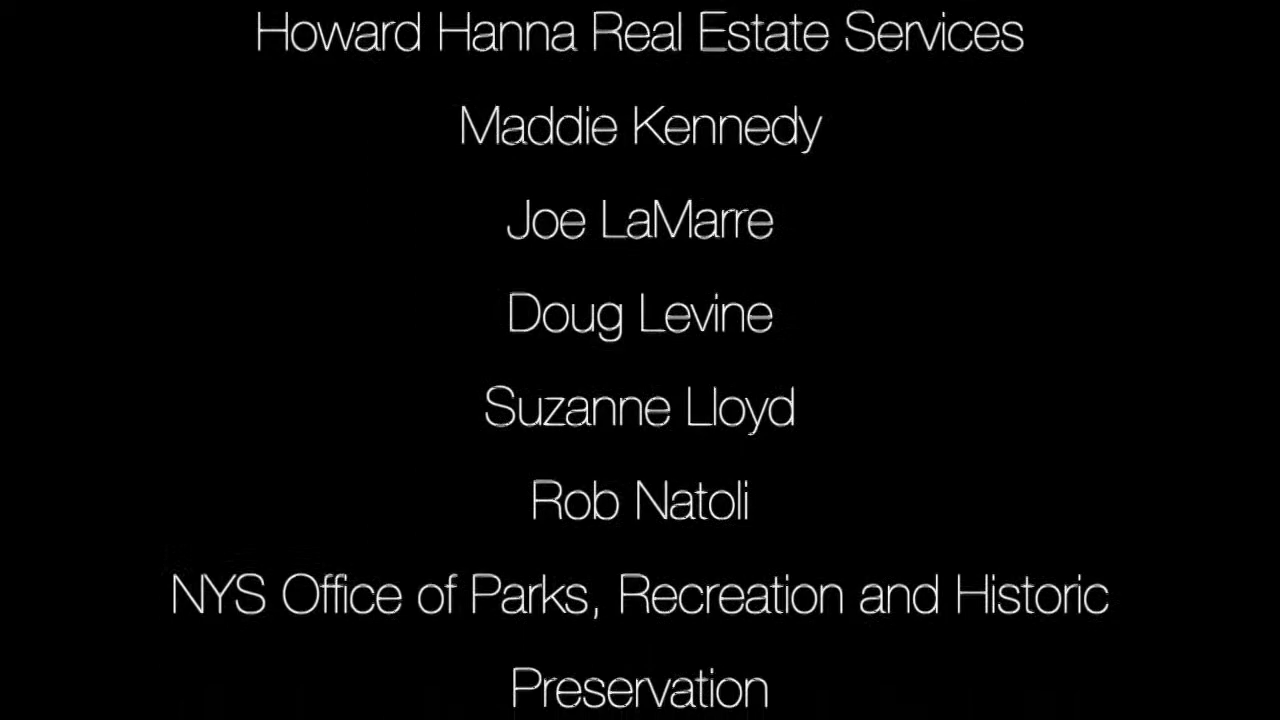 Howard Hanna Real Estate Services
Maddie Kennedy
Joe LaMarre
Doug Levine
Suzanne Lloyd
Rob Natoli
NYS Office of Parks, Recreation and Historic
Preservation